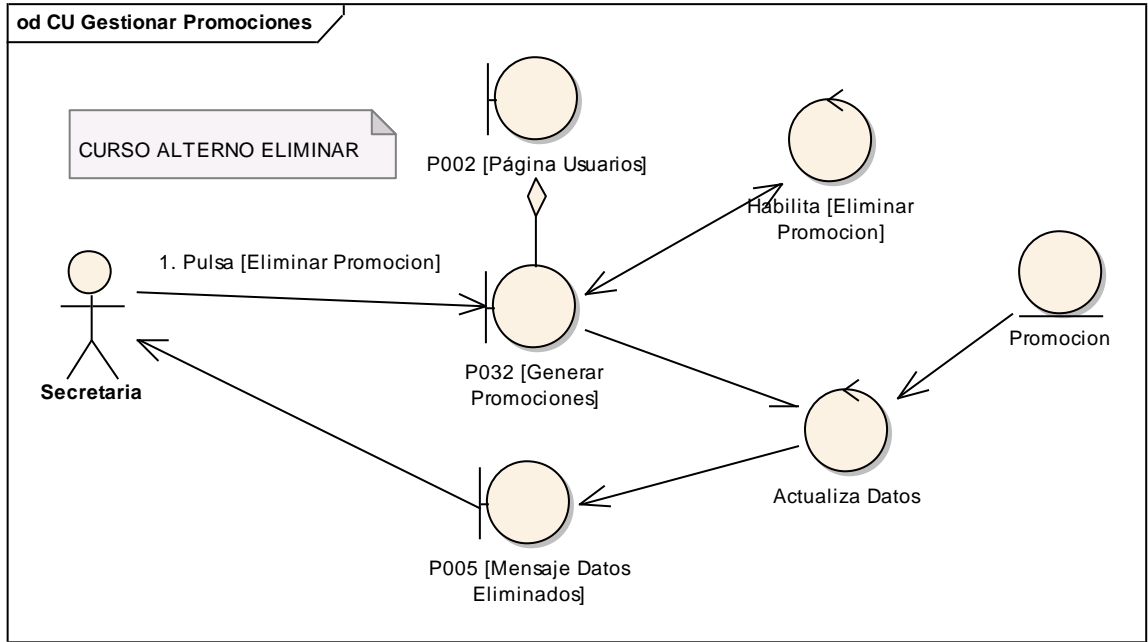 od CU Gestionar Promociones
CURSO ALTERNO ELIMINAR
P002 [Página Usuarios]
Habilita [Eliminar
Promocion]
1. Pulsa [Eliminar Promocion]
Promocion
P032 [Generar
Promociones]
Secretaria
Actualiza Datos
P005 [Mensaje Datos
Eliminados]